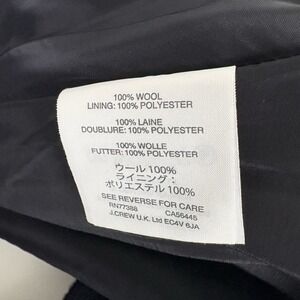 100% WOOL
LINING: 100% POLYESTER
100% LAINE
DOUBLURE: 100% POLYESTER
100% WOLLE
FUTTER: 100% POLYESTER
ウール 100%
ライニング：
ポリエステル 100%
SEE REVERSE FOR CARE
RN77388 CA56445
J.CREW U.K. Ltd EC4V 6JA